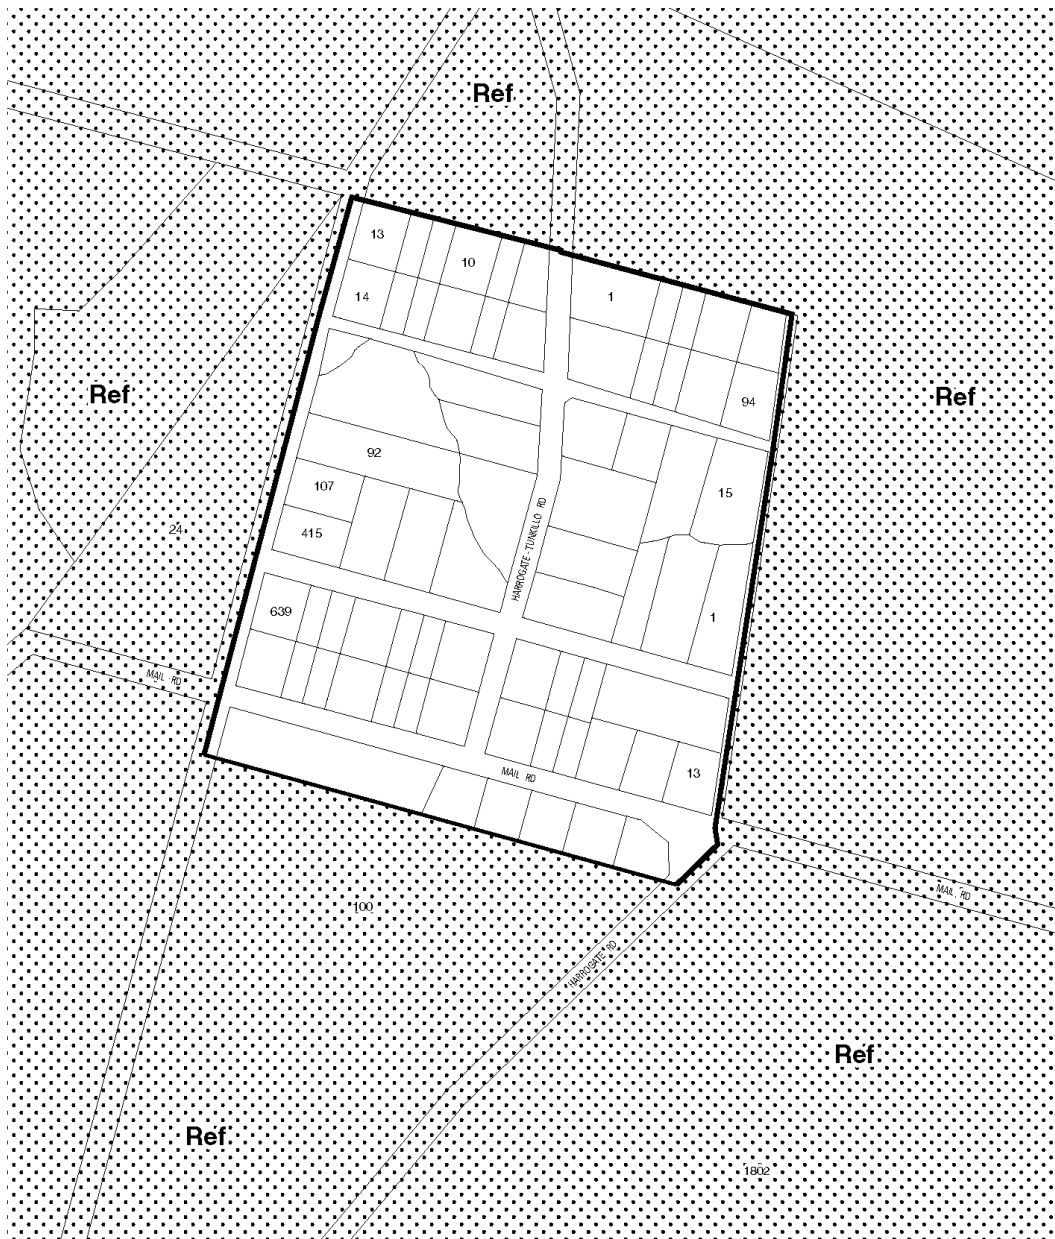 Ref
13
10
1
14
Ref
Ref
94
92
107
15
24
415
HARROGATE-TUNKILLO RD
639
1
MAIL RD
MAIL RD
13
MAIL RD
100
HARROGATE RD
Ref
Ref
1802